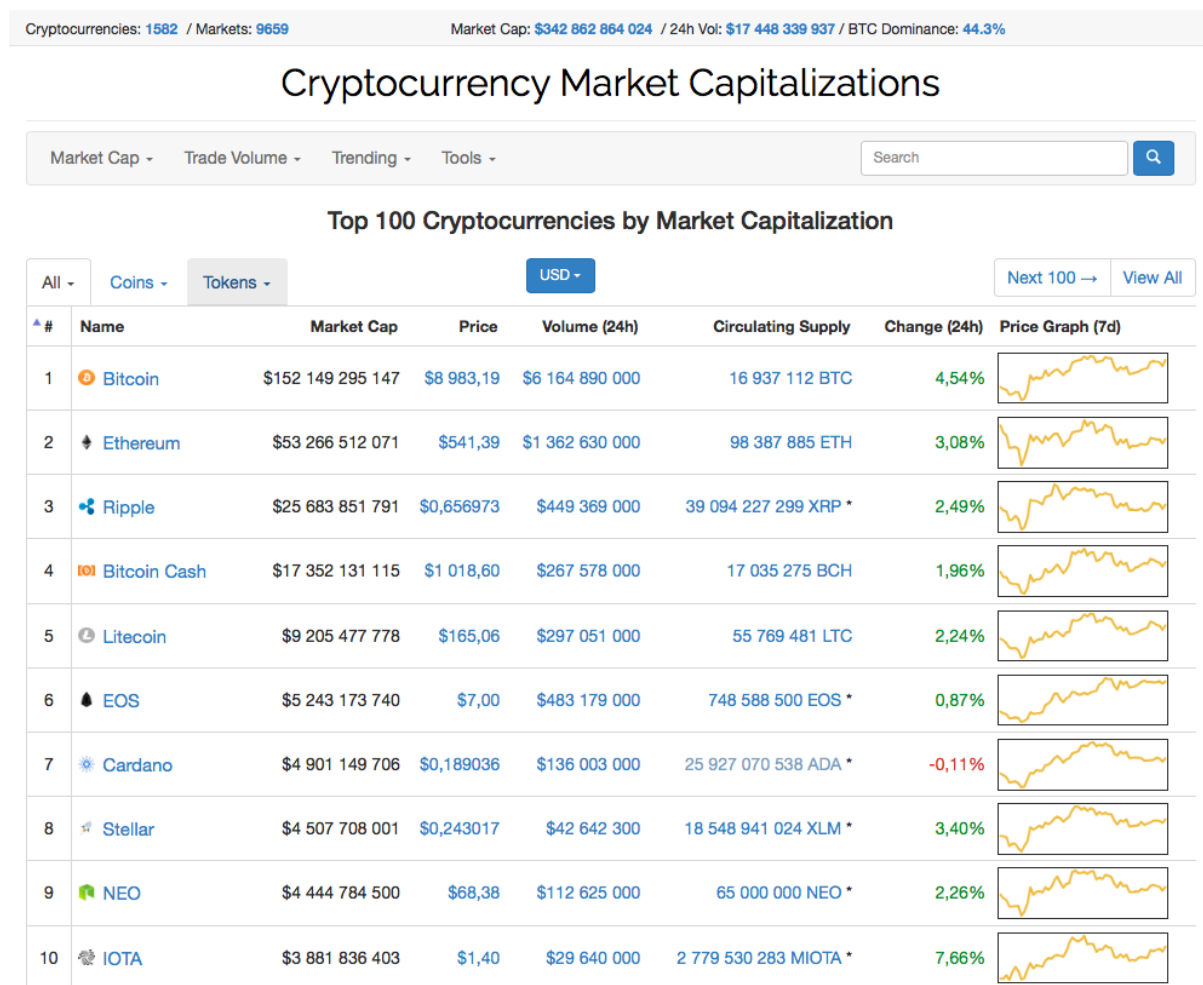 Cryptocurrencies: 1582 / Markets: 9659 Market Cap: $342 862 864 024 / 24h Vol: $17 448 339 937 / BTC Dominance: 44.3%
Cryptocurrency Market Capitalizations
Market Cap Trade Volume Trending Tools Search
Top 100 Cryptocurrencies by Market Capitalization
All Coins Tokens USD Next 100 → View All
# Name Market Cap Price Volume (24h) Circulating Supply Change (24h) Price Graph (7d)
1 Bitcoin $152 149 295 147 $8 983,19 $6 164 890 000 16 937 112 BTC 4,54%
2 Ethereum $53 266 512 071 $541,39 $1 362 630 000 98 387 885 ETH 3,08%
3 Ripple $25 683 851 791 $0,656973 $449 369 000 39 094 227 299 XRP * 2,49%
4 Bitcoin Cash $17 352 131 115 $1 018,60 $267 578 000 17 035 275 BCH 1,96%
5 Litecoin $9 205 477 778 $165,06 $297 051 000 55 769 481 LTC 2,24%
6 EOS $5 243 173 740 $7,00 $483 179 000 748 588 500 EOS * 0,87%
7 Cardano $4 901 149 706 $0,189036 $136 003 000 25 927 070 538 ADA * -0,11%
8 Stellar $4 507 708 001 $0,243017 $42 642 300 18 548 941 024 XLM * 3,40%
9 NEO $4 444 784 500 $68,38 $112 625 000 65 000 000 NEO * 2,26%
10 IOTA $3 881 836 403 $1,40 $29 640 000 2 779 530 283 MIOTA * 7,66%